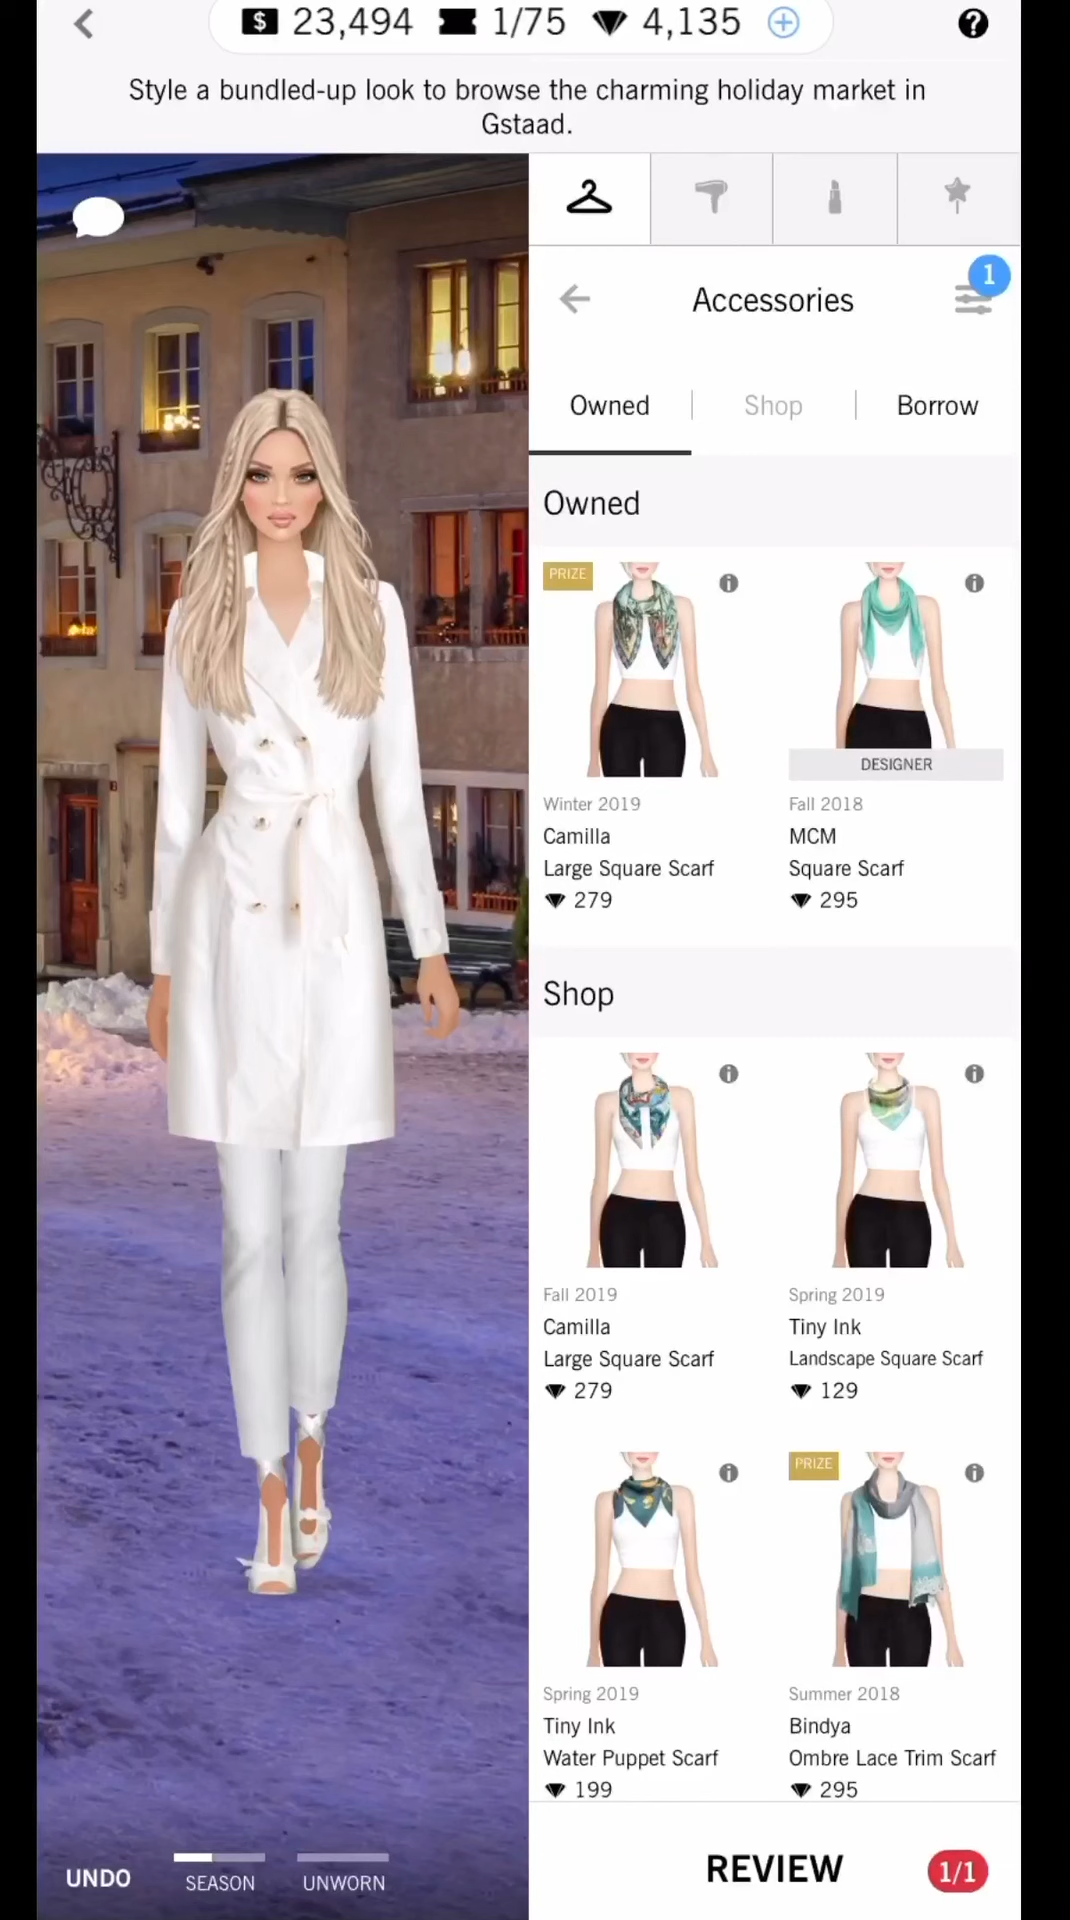 $ 23,494 1/75 4,135
Style a bundled-up look to browse the charming holiday market in
Gstaad.
1
Accessories
Owned
Shop
Borrow
Owned
PRIZE
DESIGNER
Winter 2019
Camilla
Large Square Scarf
279
Fall 2018
MCM
Square Scarf
295
Shop
Fall 2019
Camilla
Large Square Scarf
279
Spring 2019
Tiny Ink
Landscape Square Scarf
129
PRIZE
Spring 2019
Tiny Ink
Water Puppet Scarf
199
Summer 2018
Bindya
Ombre Lace Trim Scarf
295
UNDO
SEASON
UNWORN
REVIEW
1/1